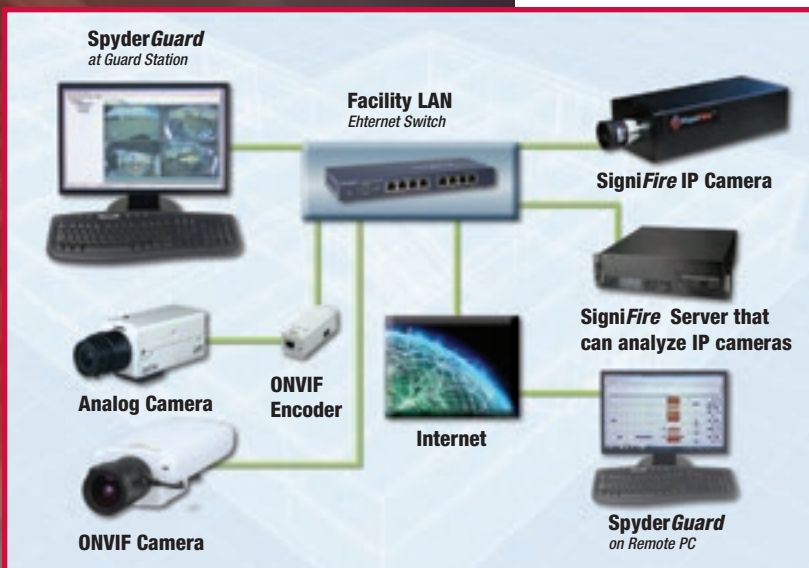 SpyderGuard
at Guard Station
Facility LAN
Ehternet Switch
SigniFire IP Camera
SigniFire Server that
can analyze IP cameras
Analog Camera
ONVIF
Encoder
Internet
ONVIF Camera
SpyderGuard
on Remote PC